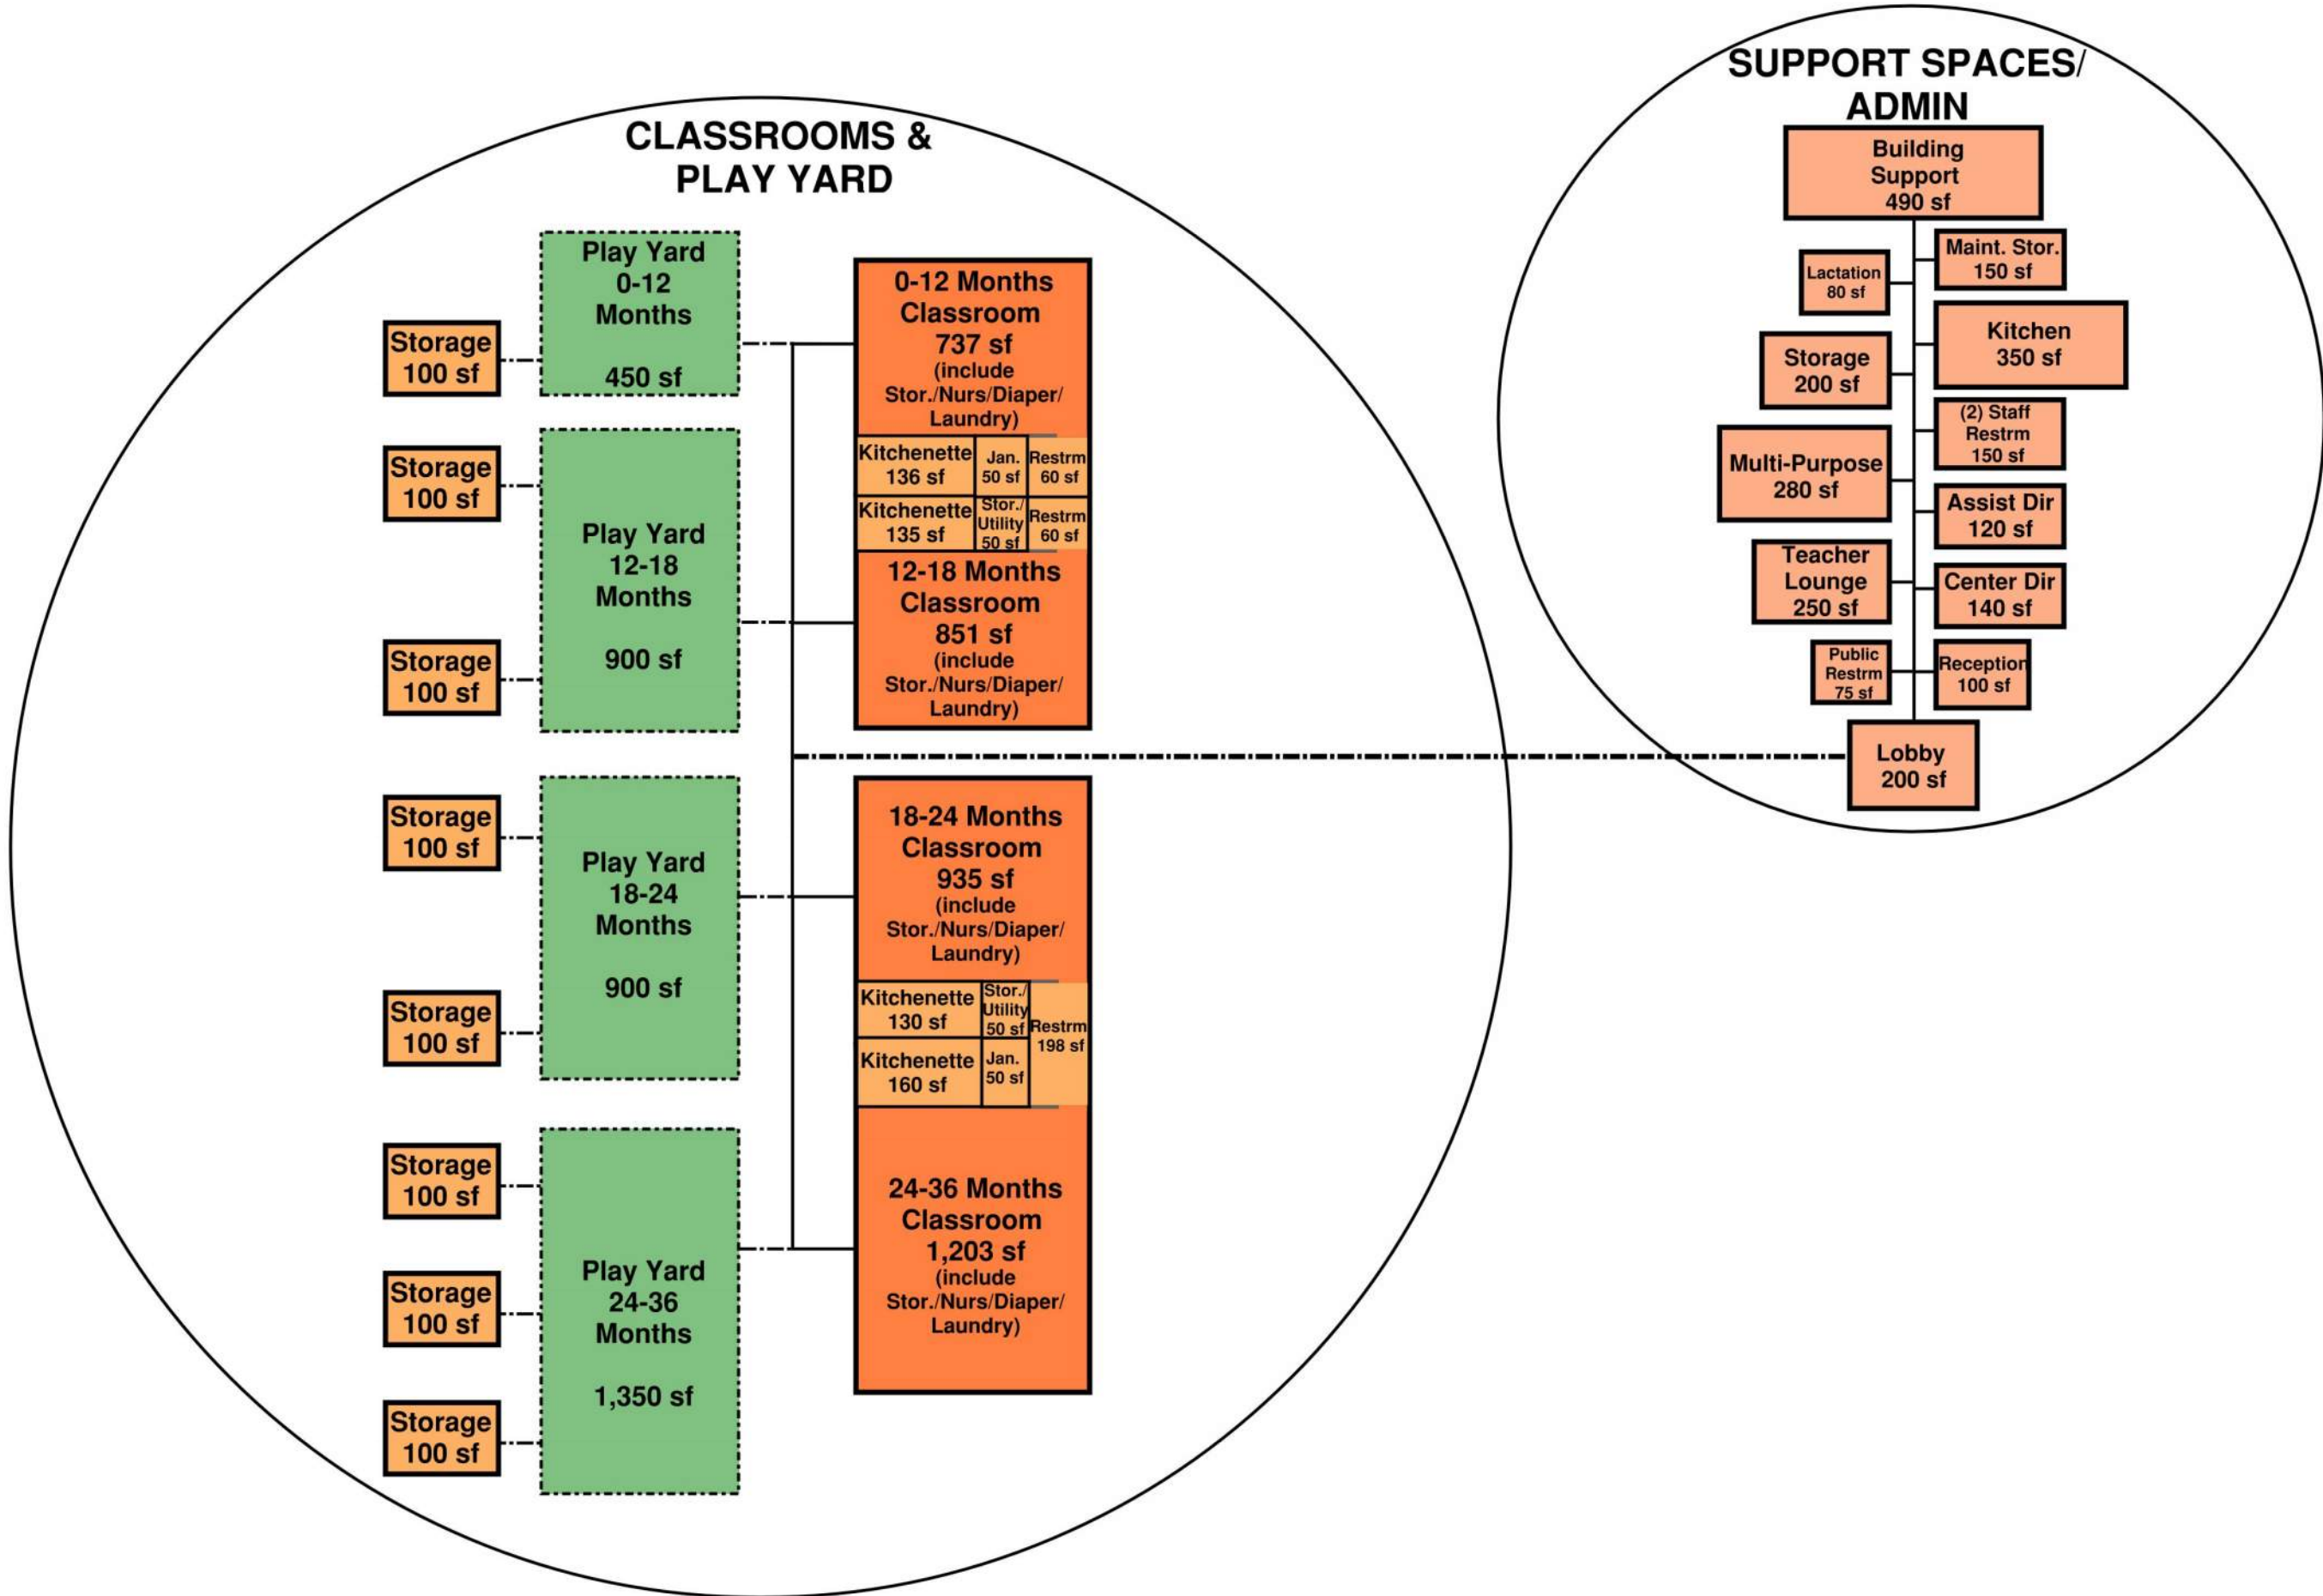 CLASSROOMS &
PLAY YARD
Storage
100 sf
Storage
100 sf
Storage
100 sf
Storage
100 sf
Storage
100 sf
Storage
100 sf
Storage
100 sf
Storage
100 sf
Play Yard
0-12
Months
450 sf
Play Yard
12-18
Months
900 sf
Play Yard
18-24
Months
900 sf
Play Yard
24-36
Months
1,350 sf
0-12 Months
Classroom
737 sf
(include
Stor./Nurs/Diaper/
Laundry)
Kitchenette
136 sf
Jan.
50 sf
Restrm
60 sf
Kitchenette
135 sf
Stor./
Utility
50 sf
Restrm
60 sf
12-18 Months
Classroom
851 sf
(include
Stor./Nurs/Diaper/
Laundry)
18-24 Months
Classroom
935 sf
(include
Stor./Nurs/Diaper/
Laundry)
Kitchenette
130 sf
Stor./
Utility
50 sf
Restrm
198 sf
Kitchenette
160 sf
Jan.
50 sf
24-36 Months
Classroom
1,203 sf
(include
Stor./Nurs/Diaper/
Laundry)
SUPPORT SPACES/
ADMIN
Building
Support
490 sf
Lactation
80 sf
Maint. Stor.
150 sf
Storage
200 sf
Kitchen
350 sf
Multi-Purpose
280 sf
(2) Staff
Restrm
150 sf
Assist Dir
120 sf
Teacher
Lounge
250 sf
Center Dir
140 sf
Public
Restrm
75 sf
Reception
100 sf
Lobby
200 sf